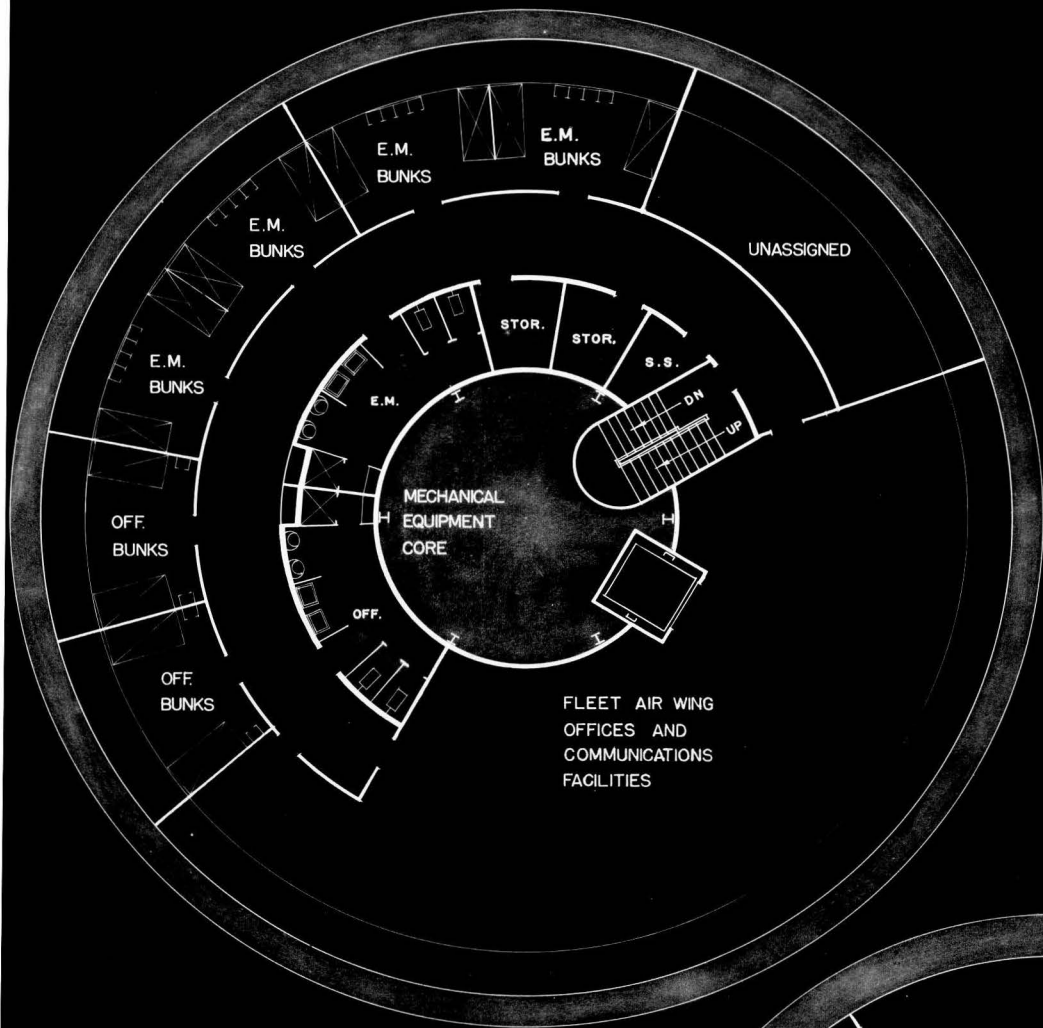 E.M.
BUNKS
E.M.
BUNKS
E.M.
BUNKS
E.M.
BUNKS
UNASSIGNED
STOR.
STOR.
S.S.
DN
UP
E.M.
MECHANICAL
EQUIPMENT
CORE
OFF.
BUNKS
OFF.
OFF.
BUNKS
FLEET AIR WING
OFFICES AND
COMMUNICATIONS
FACILITIES